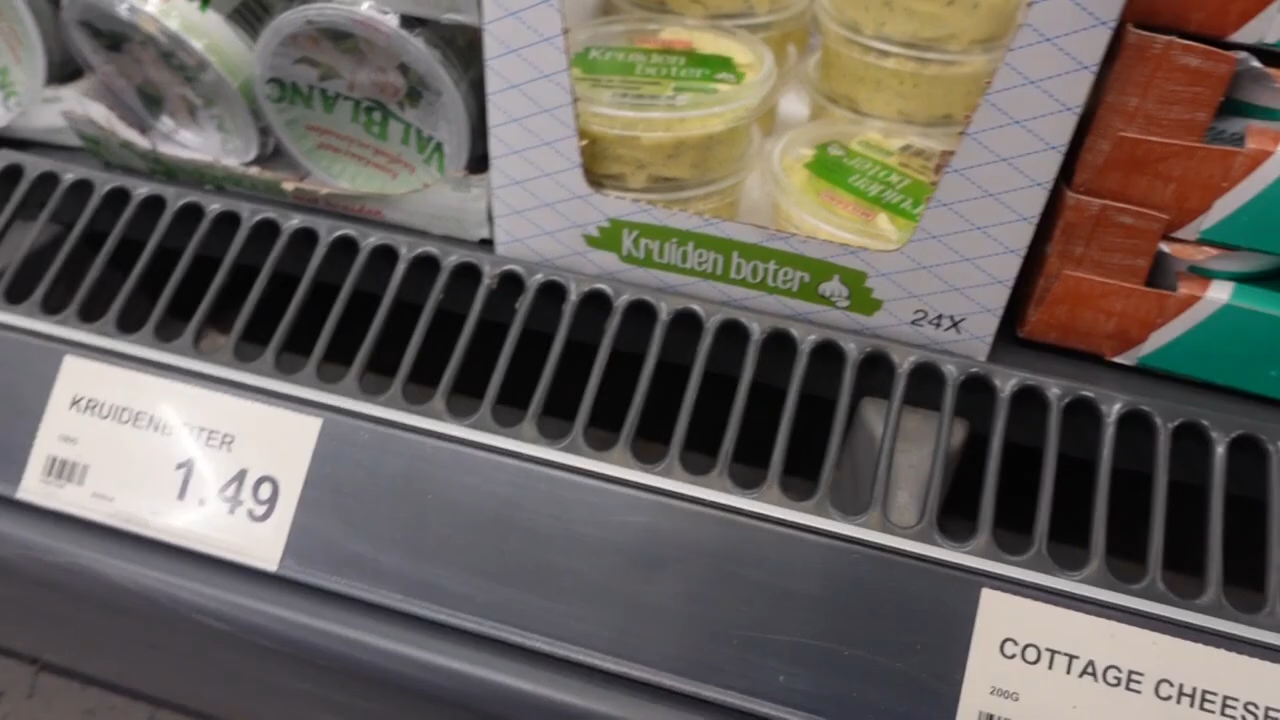 VALBLANC
Kruiden
boter
Kruiden
boter
Kruiden boter
24X
KRUIDENBOTER
1.49
COTTAGE CHEESE
200G